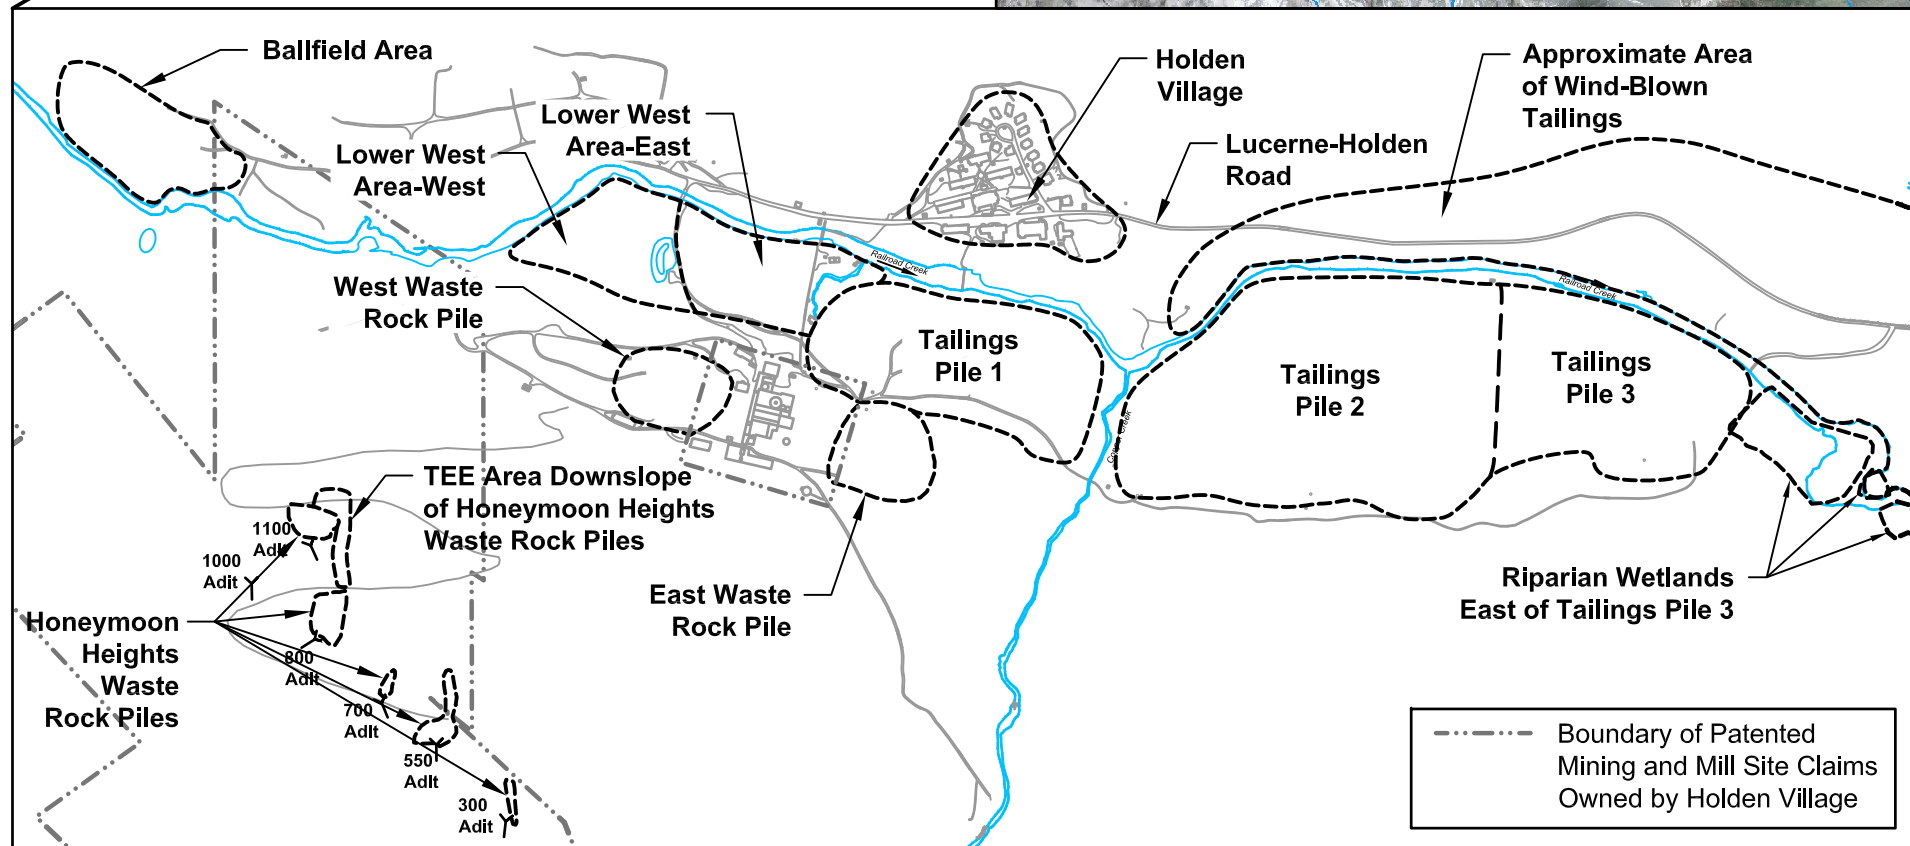 Ballfield Area
Holden
Village
Approximate Area
of Wind-Blown
Tailings
Lower West
Area-East
Lower West
Area-West
Lucerne-Holden
Road
Railroad Creek
West Waste
Rock Pile
Railroad Creek
Tailings
Pile 1
Tailings
Pile 2
Tailings
Pile 3
TEE Area Downslope
of Honeymoon Heights
Waste Rock Piles
1100
Adit
1000
Adit
East Waste
Rock Pile
Riparian Wetlands
East of Tailings Pile 3
Honeymoon
Heights
Waste
Rock Piles
800
Adit
700
Adit
550
Adit
300
Adit
Boundary of Patented
Mining and Mill Site Claims
Owned by Holden Village